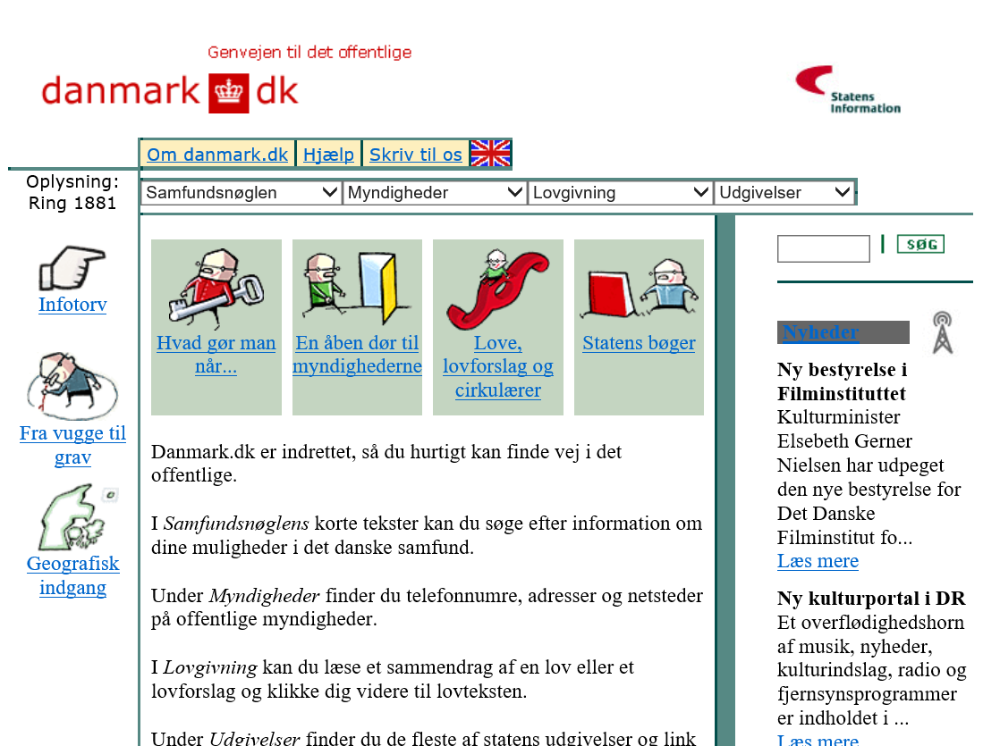 Genvejen til det offentlige
danmark dk
Statens
Information
Om danmark.dk Hjælp Skriv til os
Oplysning:
Ring 1881
Samfundsnøglen Myndigheder Lovgivning Udgivelser
Infotorv
Fra vugge til
grav
Geografisk
indgang
Hvad gør man
når...
En åben dør til
myndighederne
Love,
lovforslag og
cirkulærer
Statens bøger
Danmark.dk er indrettet, så du hurtigt kan finde vej i det
offentlige.
I Samfundsnøglens korte tekster kan du søge efter information om
dine muligheder i det danske samfund.
Under Myndigheder finder du telefonnumre, adresser og netsteder
på offentlige myndigheder.
I Lovgivning kan du læse et sammendrag af en lov eller et
lovforslag og klikke dig videre til lovteksten.
Under Udgivelser finder du de fleste af statens udgivelser og link
SØG
Nyheder
Ny bestyrelse i
Filminstituttet
Kulturminister
Elsebeth Gerner
Nielsen har udpeget
den nye bestyrelse for
Det Danske
Filminstitut fo...
Læs mere
Ny kulturportal i DR
Et overflødighedshorn
af musik, nyheder,
kulturindslag, radio og
fjernsynsprogrammer
er indholdet i ...
Læs mere